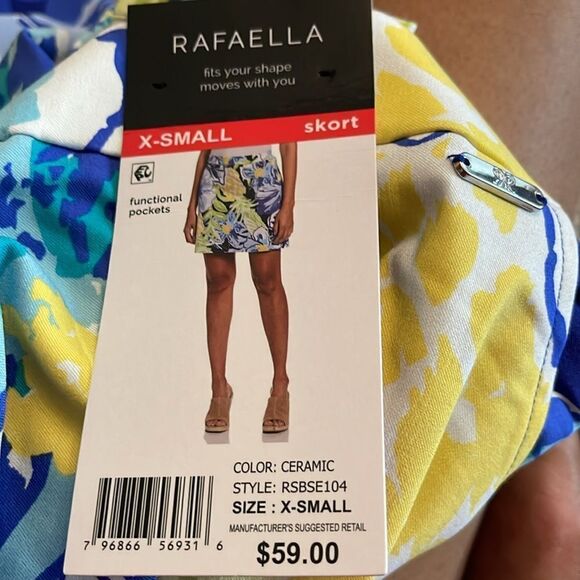 RAFAELLA
fits your shape
moves with you
X-SMALL skort
functional
pockets
COLOR: CERAMIC
STYLE: RSBSE104
SIZE : X-SMALL
MANUFACTURER'S SUGGESTED RETAIL
$59.00
7 96866 56931 6